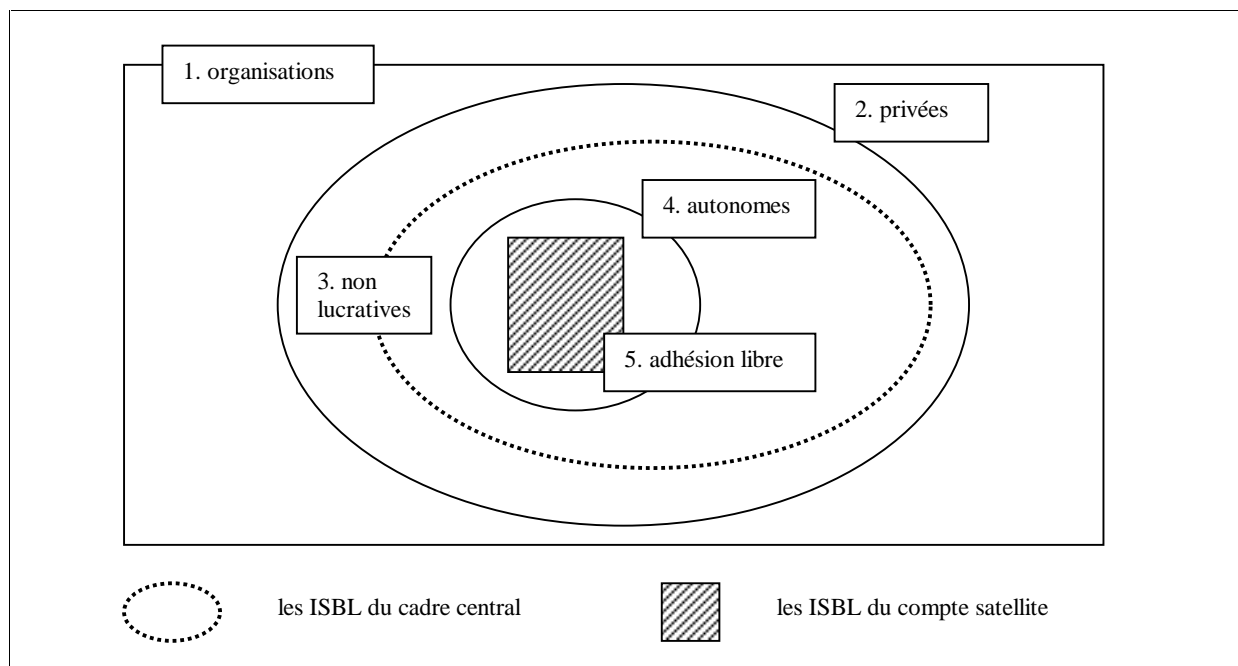 1. organisations
2. privées
4. autonomes
3. non
lucratives
5. adhésion libre
les ISBL du cadre central
les ISBL du compte satellite